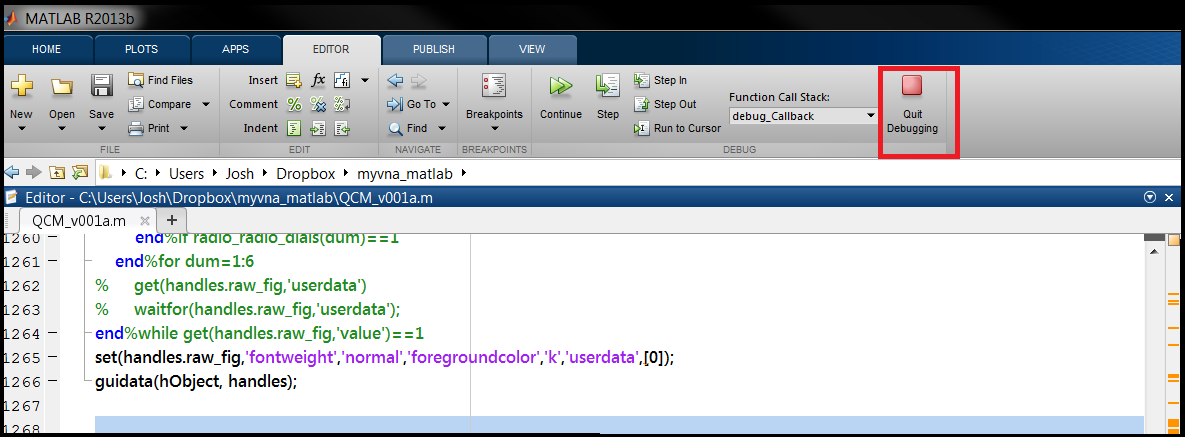 MATLAB R2013b
HOME PLOTS APPS EDITOR PUBLISH VIEW
New Open Save Find Files Compare Print
Insert fx Comment Indent
Go To Find
Breakpoints
Continue Step Step In Step Out Run to Cursor
Function Call Stack:
debug_Callback
Quit Debugging
FILE EDIT NAVIGATE BREAKPOINTS DEBUG
C: Users Josh Dropbox myvna_matlab
Editor - C:\Users\Josh\Dropbox\myvna_matlab\QCM_v001a.m
QCM_v001a.m
1260 end%if radio_radio_dials(dum)==1
1261 end%for dum=1:6
1262 % get(handles.raw_fig,'userdata')
1263 % waitfor(handles.raw_fig,'userdata');
1264 end%while get(handles.raw_fig,'value')==1
1265 set(handles.raw_fig,'fontweight','normal','foregroundcolor','k','userdata',[0]);
1266 guidata(hObject, handles);
1267
1268